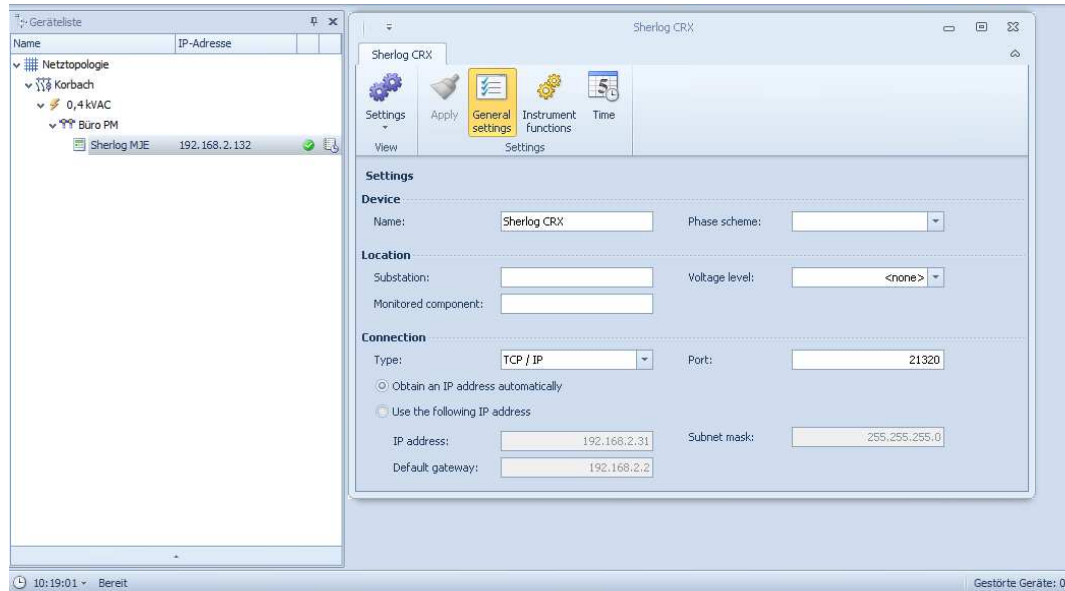 Geräteliste
Name IP-Adresse
Netztopologie
Korbach
0,4 kVAC
Büro PM
Sherlog MJE 192.168.2.132
Sherlog CRX
Sherlog CRX
Settings Apply General settings Instrument functions 5 Time
View Settings
Settings
Device
Name: Sherlog CRX Phase scheme:
Location
Substation: Voltage level: <none>
Monitored component:
Connection
Type: TCP / IP Port: 21320
Obtain an IP address automatically
Use the following IP address
IP address: 192.168.2.31 Subnet mask: 255.255.255.0
Default gateway: 192.168.2.2
10:19:01 Bereit Gestörte Geräte: 0